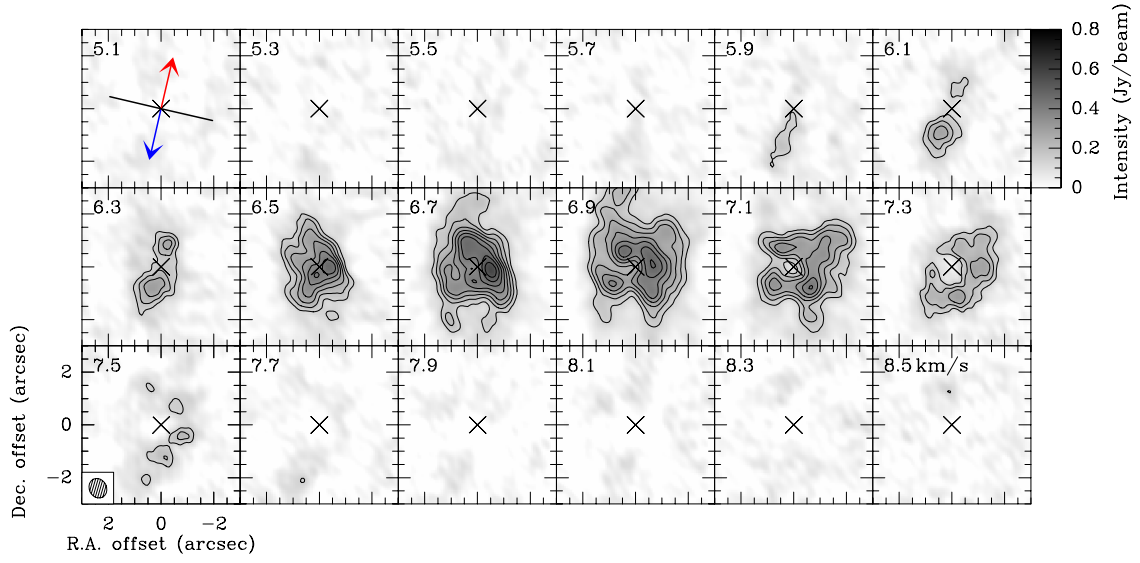 5.1 5.3 5.5 5.7 5.9 6.1
0.8
0.6
0.4
0.2
0
Intensity (Jy/beam)
6.3 6.5 6.7 6.9 7.1 7.3
7.5 7.7 7.9 8.1 8.3 8.5km/s
2
0
−2
Dec. offset (arcsec)
2 0 −2
R.A. offset (arcsec)